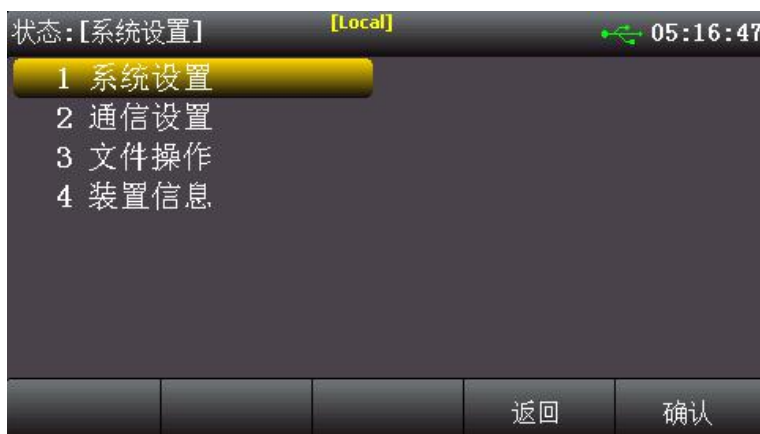 状态:[系统设置] [Local] 05:16:47
1 系统设置
2 通信设置
3 文件操作
4 装置信息
返回 确认